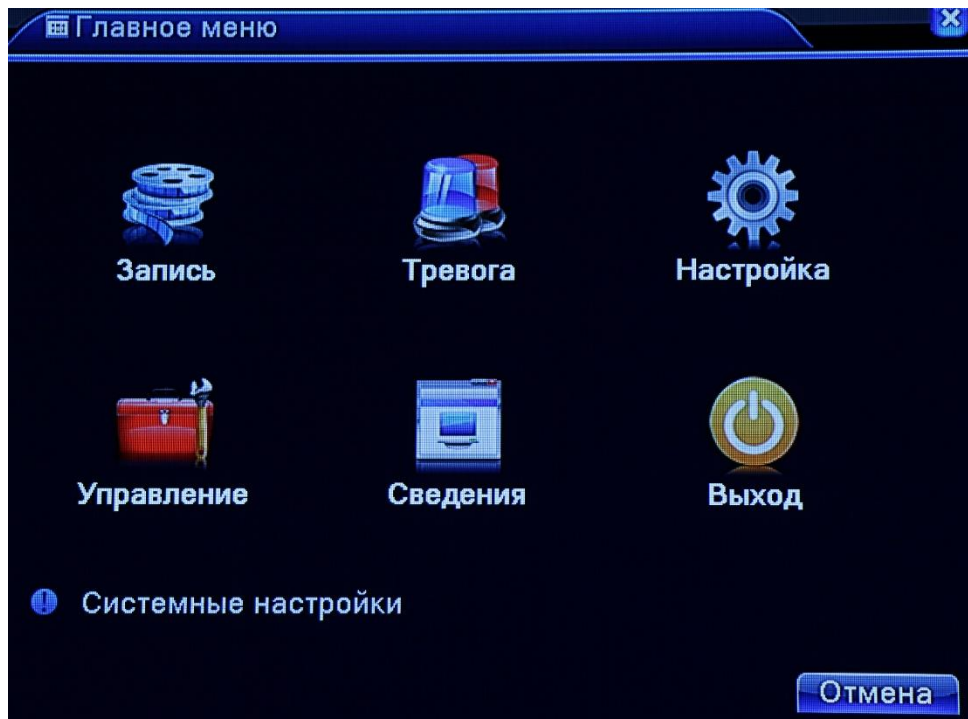 Главное меню
Запись Тревога Настройка
Управление Сведения Выход
Системные настройки
Отмена